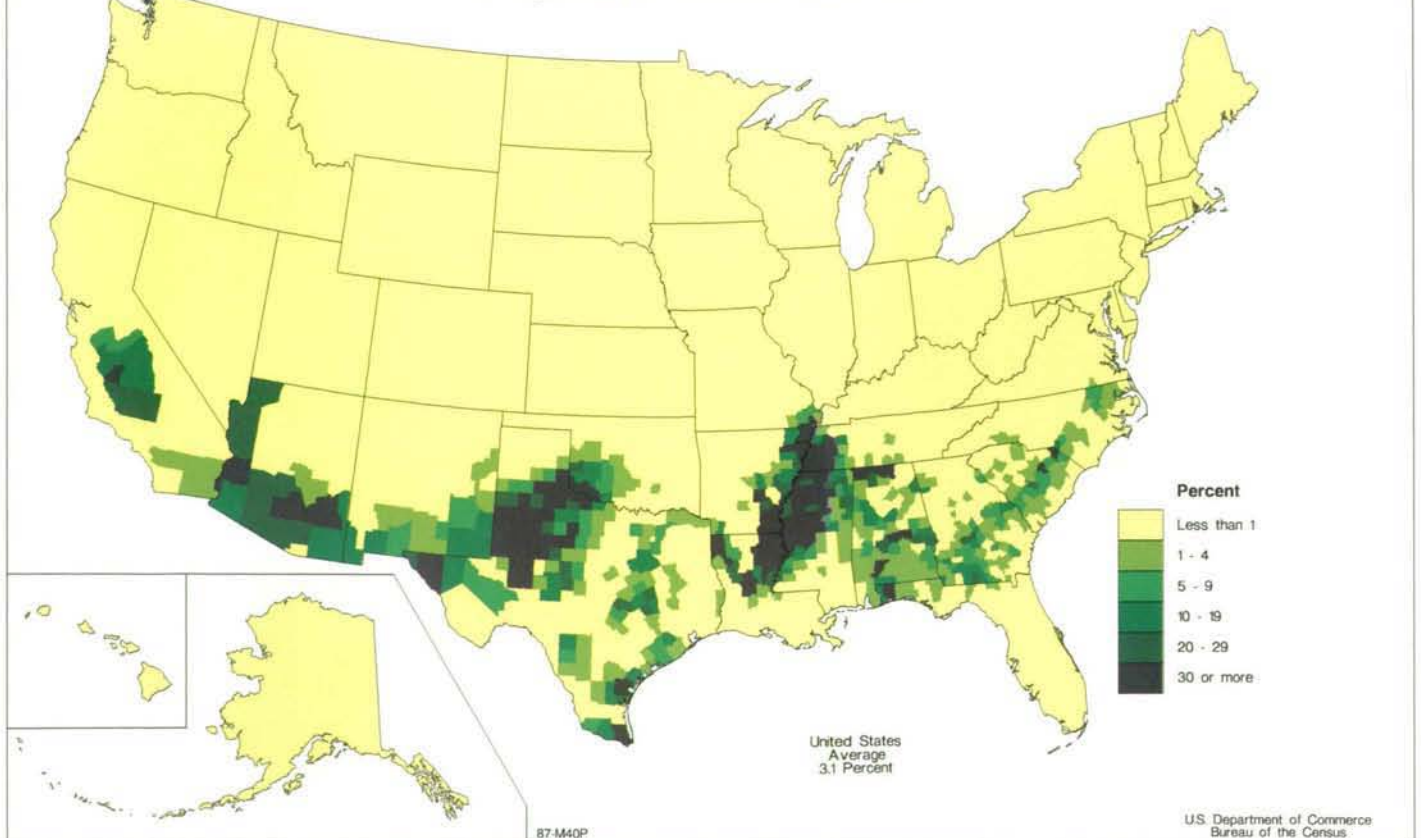 Percent
Less than 1
1 - 4
5 - 9
10 - 19
20 - 29
30 or more
United States
Average
3.1 Percent
87-M40P
U.S. Department of Commerce
Bureau of the Census